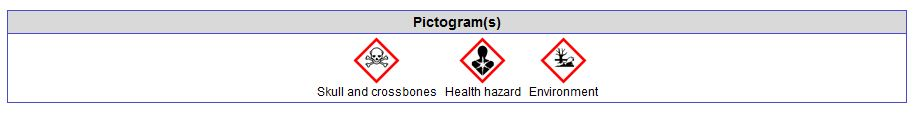 Pictogram(s)
Skull and crossbones Health hazard Environment